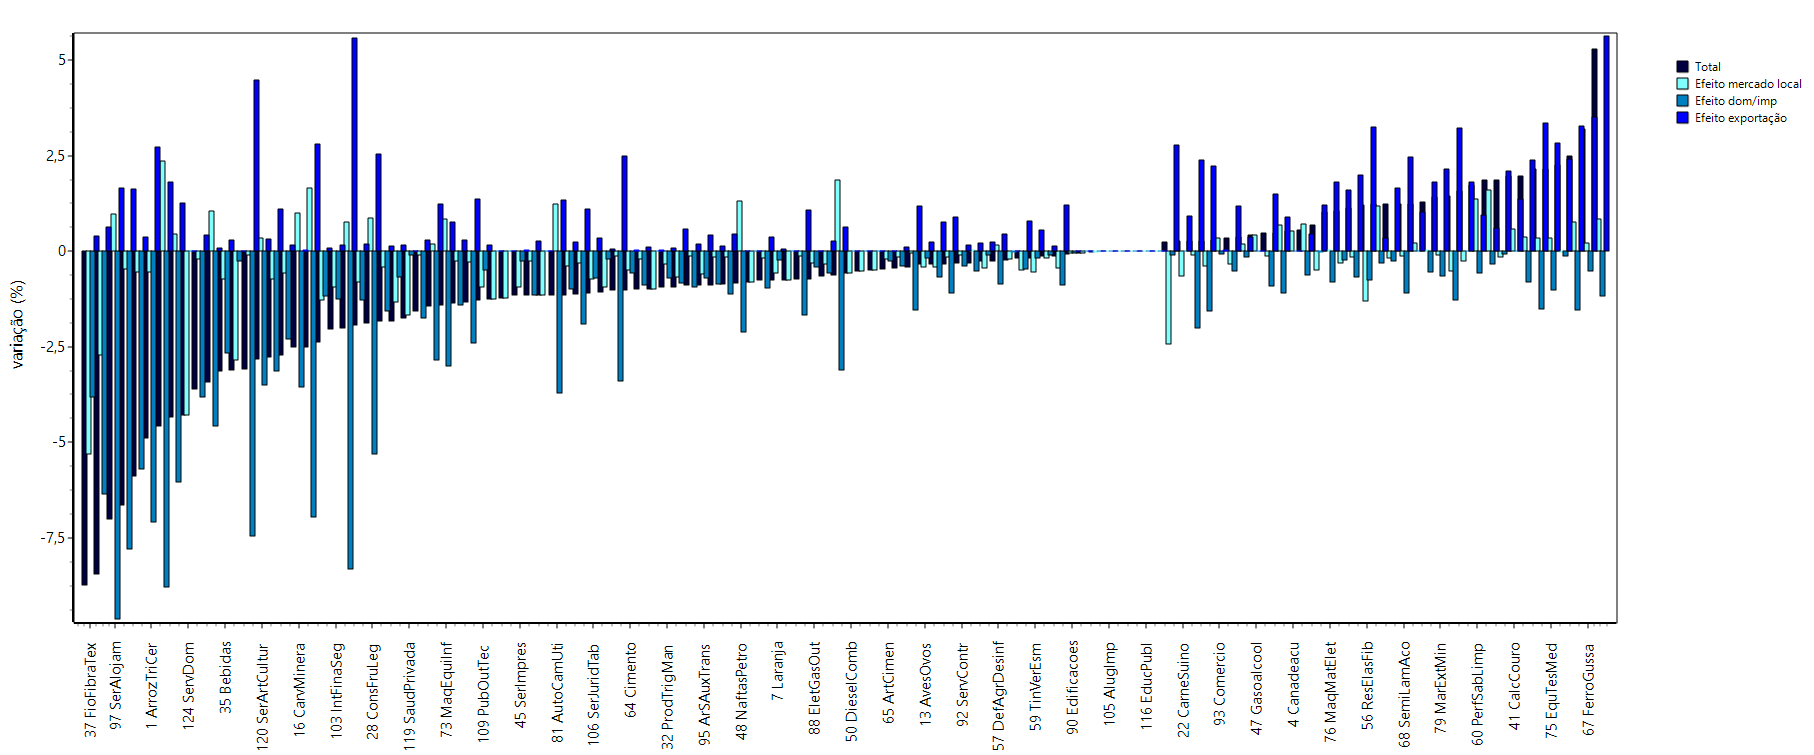 Total
Efeito mercado local
Efeito dom/imp
Efeito exportação
variação (%)
5
2,5
0
-2,5
-5
-7,5
37 FioFibraTex
97 SerAlojam
1 ArrozTriCer
124 ServDom
35 Bebidas
120 SerArtCultur
16 CarvMinera
103 IntFinaSeg
28 ConsFruLeg
119 SaudPrivada
73 MaqEquiInf
109 PubOutTec
45 SerImpres
81 AutoCamUti
106 SerJuridTab
64 Cimento
32 ProdTrigMan
95 ArSAuxTrans
48 NaftasPetro
7 Laranja
88 EletGasOut
50 DieselComb
65 ArtCimen
13 AvesOvos
92 ServContr
57 DefAgrDesinf
59 TinVerEsm
90 Edificacoes
105 AlugImp
116 EducPubl
22 CarneSuino
93 Comercio
47 Gasoalcool
4 Canadeacu
76 MaqMatElet
56 ResElasFib
68 SemiLamAco
79 MarExtMin
60 PerfSabLimp
41 CalcCouro
75 EquTesMed
67 FerroGussa